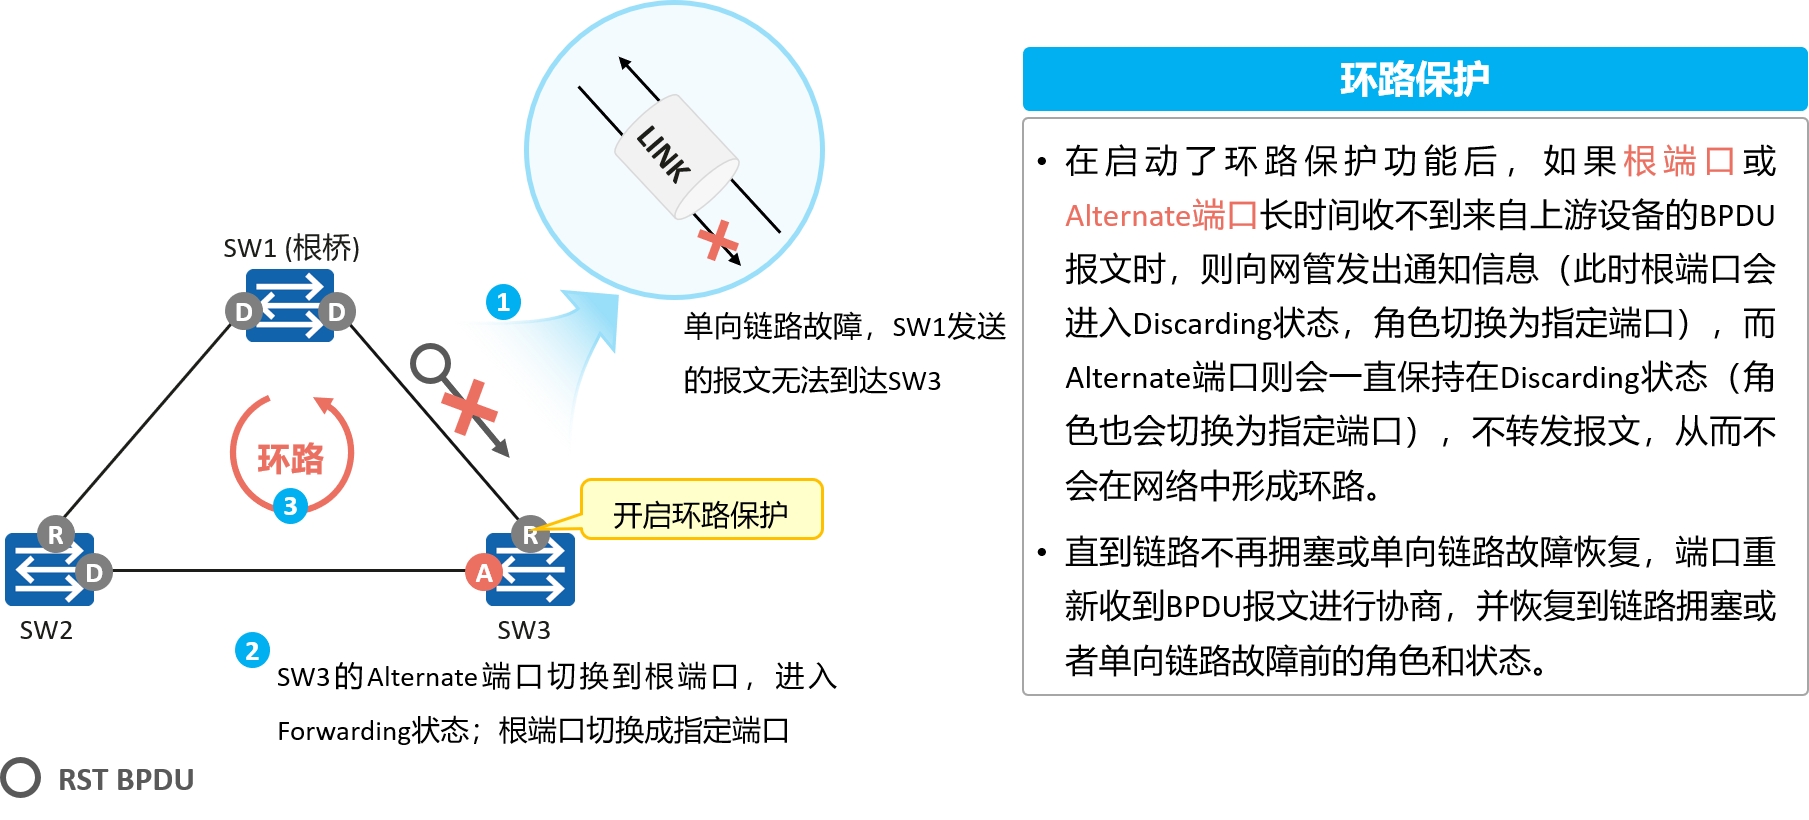 LINK
SW1 (根桥)
D
D
1
单向链路故障，SW1发送
的报文无法到达SW3
环路
3
开启环路保护
R
D
R
A
SW2
SW3
2
SW3的Alternate端口切换到根端口，进入
Forwarding状态；根端口切换成指定端口
RST BPDU
环路保护
• 在启动了环路保护功能后，如果根端口或
Alternate端口长时间收不到来自上游设备的BPDU
报文时，则向网管发出通知信息（此时根端口会
进入Discarding状态，角色切换为指定端口），而
Alternate端口则会一直保持在Discarding状态（角
色也会切换为指定端口），不转发报文，从而不
会在网络中形成环路。
• 直到链路不再拥塞或单向链路故障恢复，端口重
新收到BPDU报文进行协商，并恢复到链路拥塞或
者单向链路故障前的角色和状态。